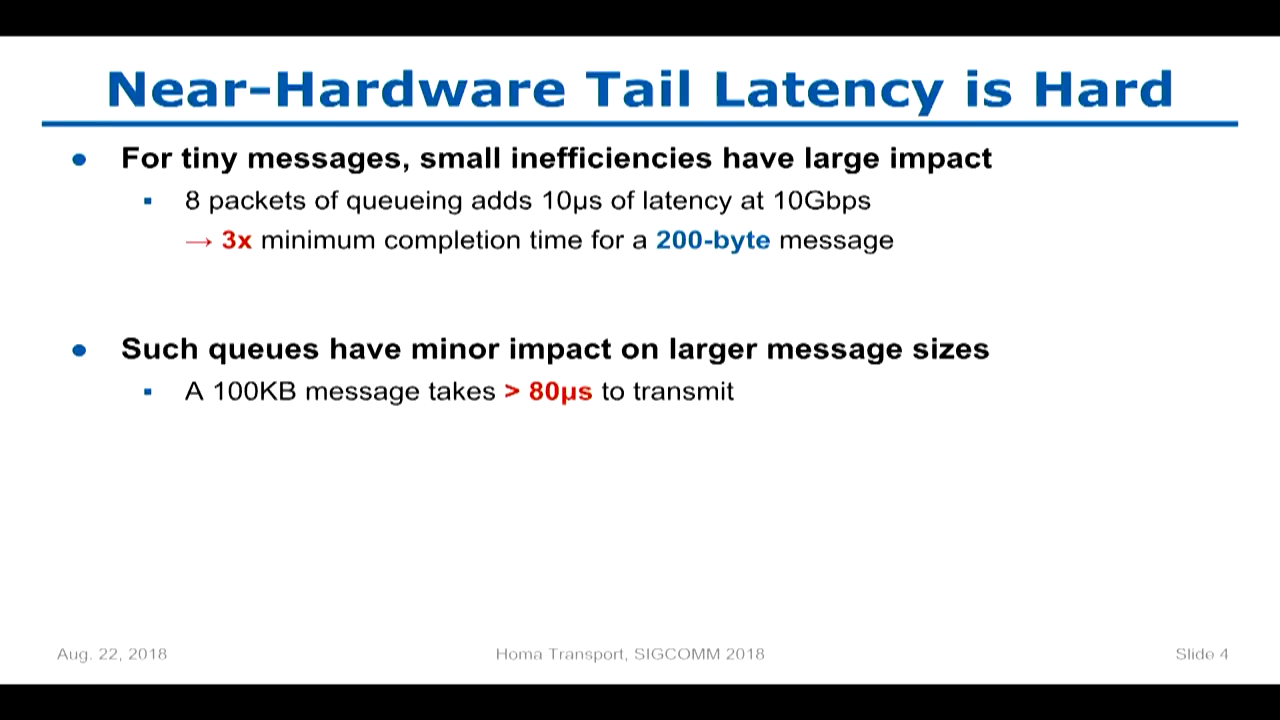 Near-Hardware Tail Latency is Hard
● For tiny messages, small inefficiencies have large impact
▪ 8 packets of queueing adds 10μs of latency at 10Gbps
→ 3x minimum completion time for a 200-byte message
● Such queues have minor impact on larger message sizes
▪ A 100KB message takes > 80μs to transmit
Aug. 22, 2018 Homa Transport, SIGCOMM 2018 Slide 4